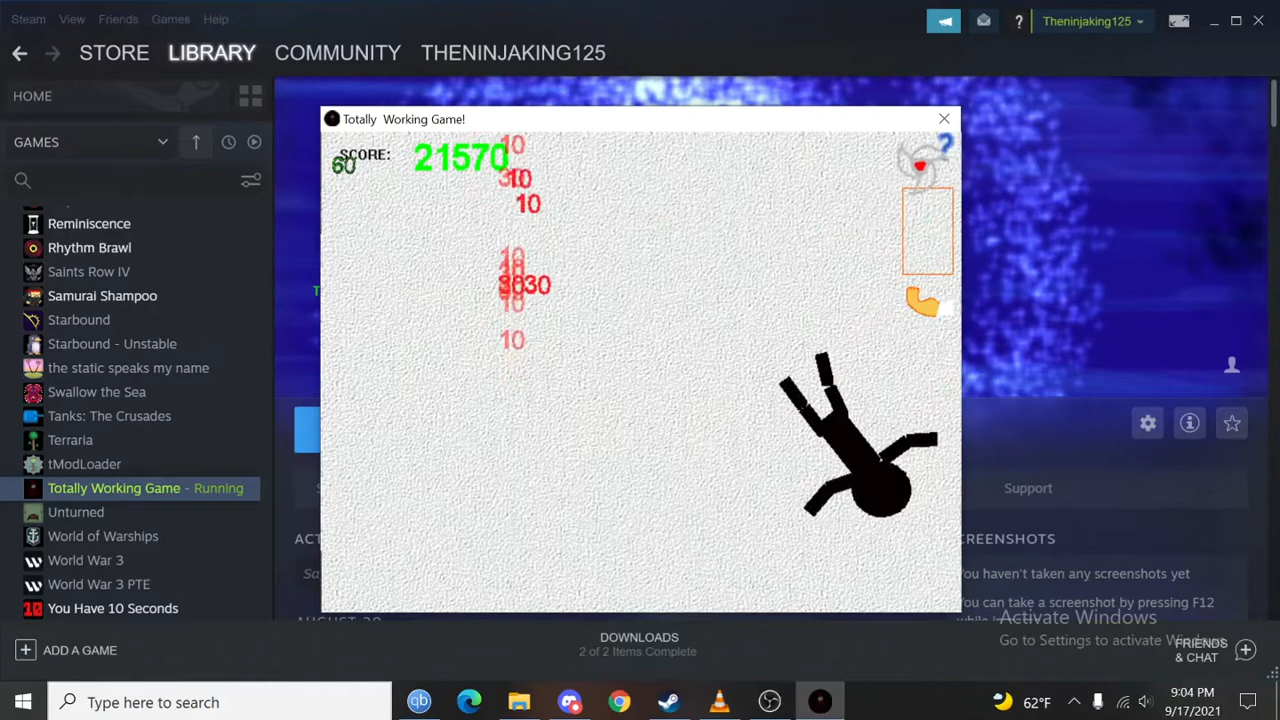 Steam View Friends Games Help
Theninjaking125
STORE LIBRARY COMMUNITY THENINJAKING125
HOME
GAMES
Reminiscence
Rhythm Brawl
Saints Row IV
Samurai Shampoo
Starbound
Starbound - Unstable
the static speaks my name
Swallow the Sea
Tanks: The Crusades
Terraria
tModLoader
Totally Working Game - Running
Unturned
World of Warships
World War 3
World War 3 PTE
You Have 10 Seconds
Totally Working Game!
SCORE: 21570
60
10
10
10
10
3030
10
10
?
Support
CREENSHOTS
You haven't taken any screenshots yet
You can take a screenshot by pressing F12
Activate Windows
Go to Settings to activate Windows.
ADD A GAME
DOWNLOADS
2 of 2 Items Complete
FRIENDS
& CHAT
Type here to search
62°F
9:04 PM
9/17/2021